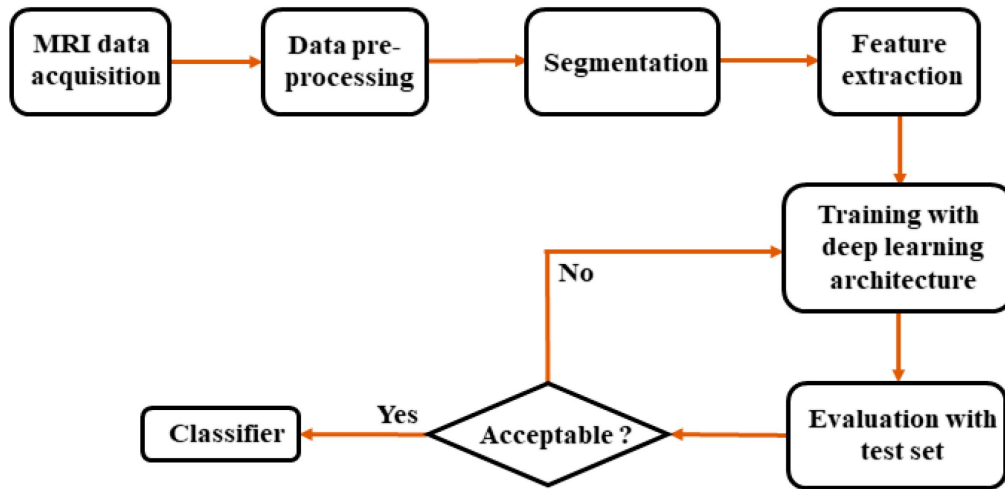 MRI data
acquisition
Data pre-
processing
Segmentation
Feature
extraction
Training with
deep learning
architecture
No
Yes
Classifier
Acceptable ?
Evaluation with
test set